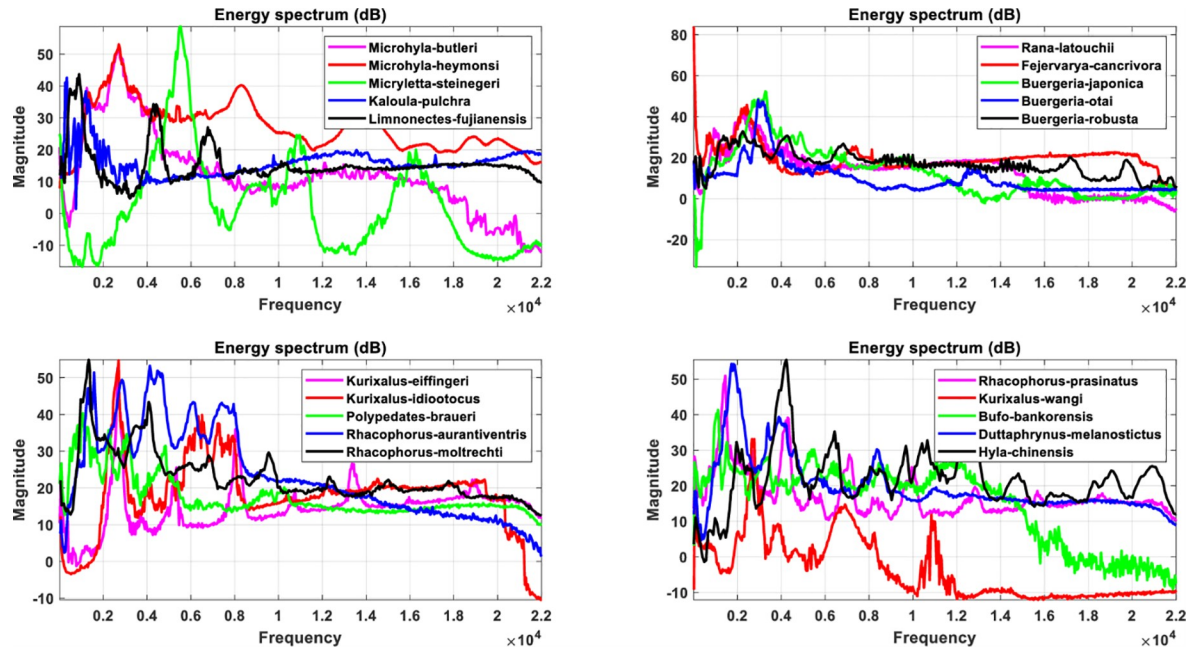 Energy spectrum (dB)
Magnitude
50
40
30
20
10
0
-10
Microhyla-butleri
Microhyla-heymonsi
Micryletta-steinegeri
Kaloula-pulchra
Limnonectes-fujianensis
0.2 0.4 0.6 0.8 1 1.2 1.4 1.6 1.8 2 2.2
Frequency
×10^4
Energy spectrum (dB)
Magnitude
80
60
40
20
0
-20
Rana-latouchii
Fejervarya-cancrivora
Buergeria-japonica
Buergeria-otai
Buergeria-robusta
0.2 0.4 0.6 0.8 1 1.2 1.4 1.6 1.8 2 2.2
Frequency
×10^4
Energy spectrum (dB)
Magnitude
50
40
30
20
10
0
-10
Kurixalus-eiffingeri
Kurixalus-idiootocus
Polypedates-braueri
Rhacophorus-aurantiventris
Rhacophorus-moltrechti
0.2 0.4 0.6 0.8 1 1.2 1.4 1.6 1.8 2 2.2
Frequency
×10^4
Energy spectrum (dB)
Magnitude
50
40
30
20
10
0
-10
Rhacophorus-prasinatus
Kurixalus-wangi
Bufo-bankorensis
Duttaphrynus-melanostictus
Hyla-chinensis
0.2 0.4 0.6 0.8 1 1.2 1.4 1.6 1.8 2 2.2
Frequency
×10^4